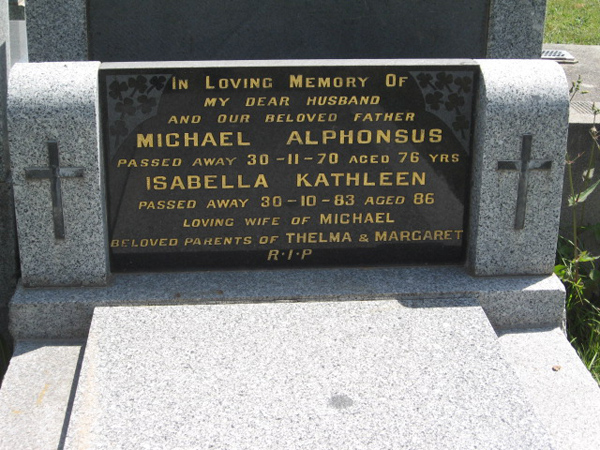 IN LOVING MEMORY OF
MY DEAR HUSBAND
AND OUR BELOVED FATHER
MICHAEL ALPHONSUS
PASSED AWAY 30-11-70 AGED 76 YRS
ISABELLA KATHLEEN
PASSED AWAY 30-10-83 AGED 86
LOVING WIFE OF MICHAEL
BELOVED PARENTS OF THELMA & MARGARET
R·I·P